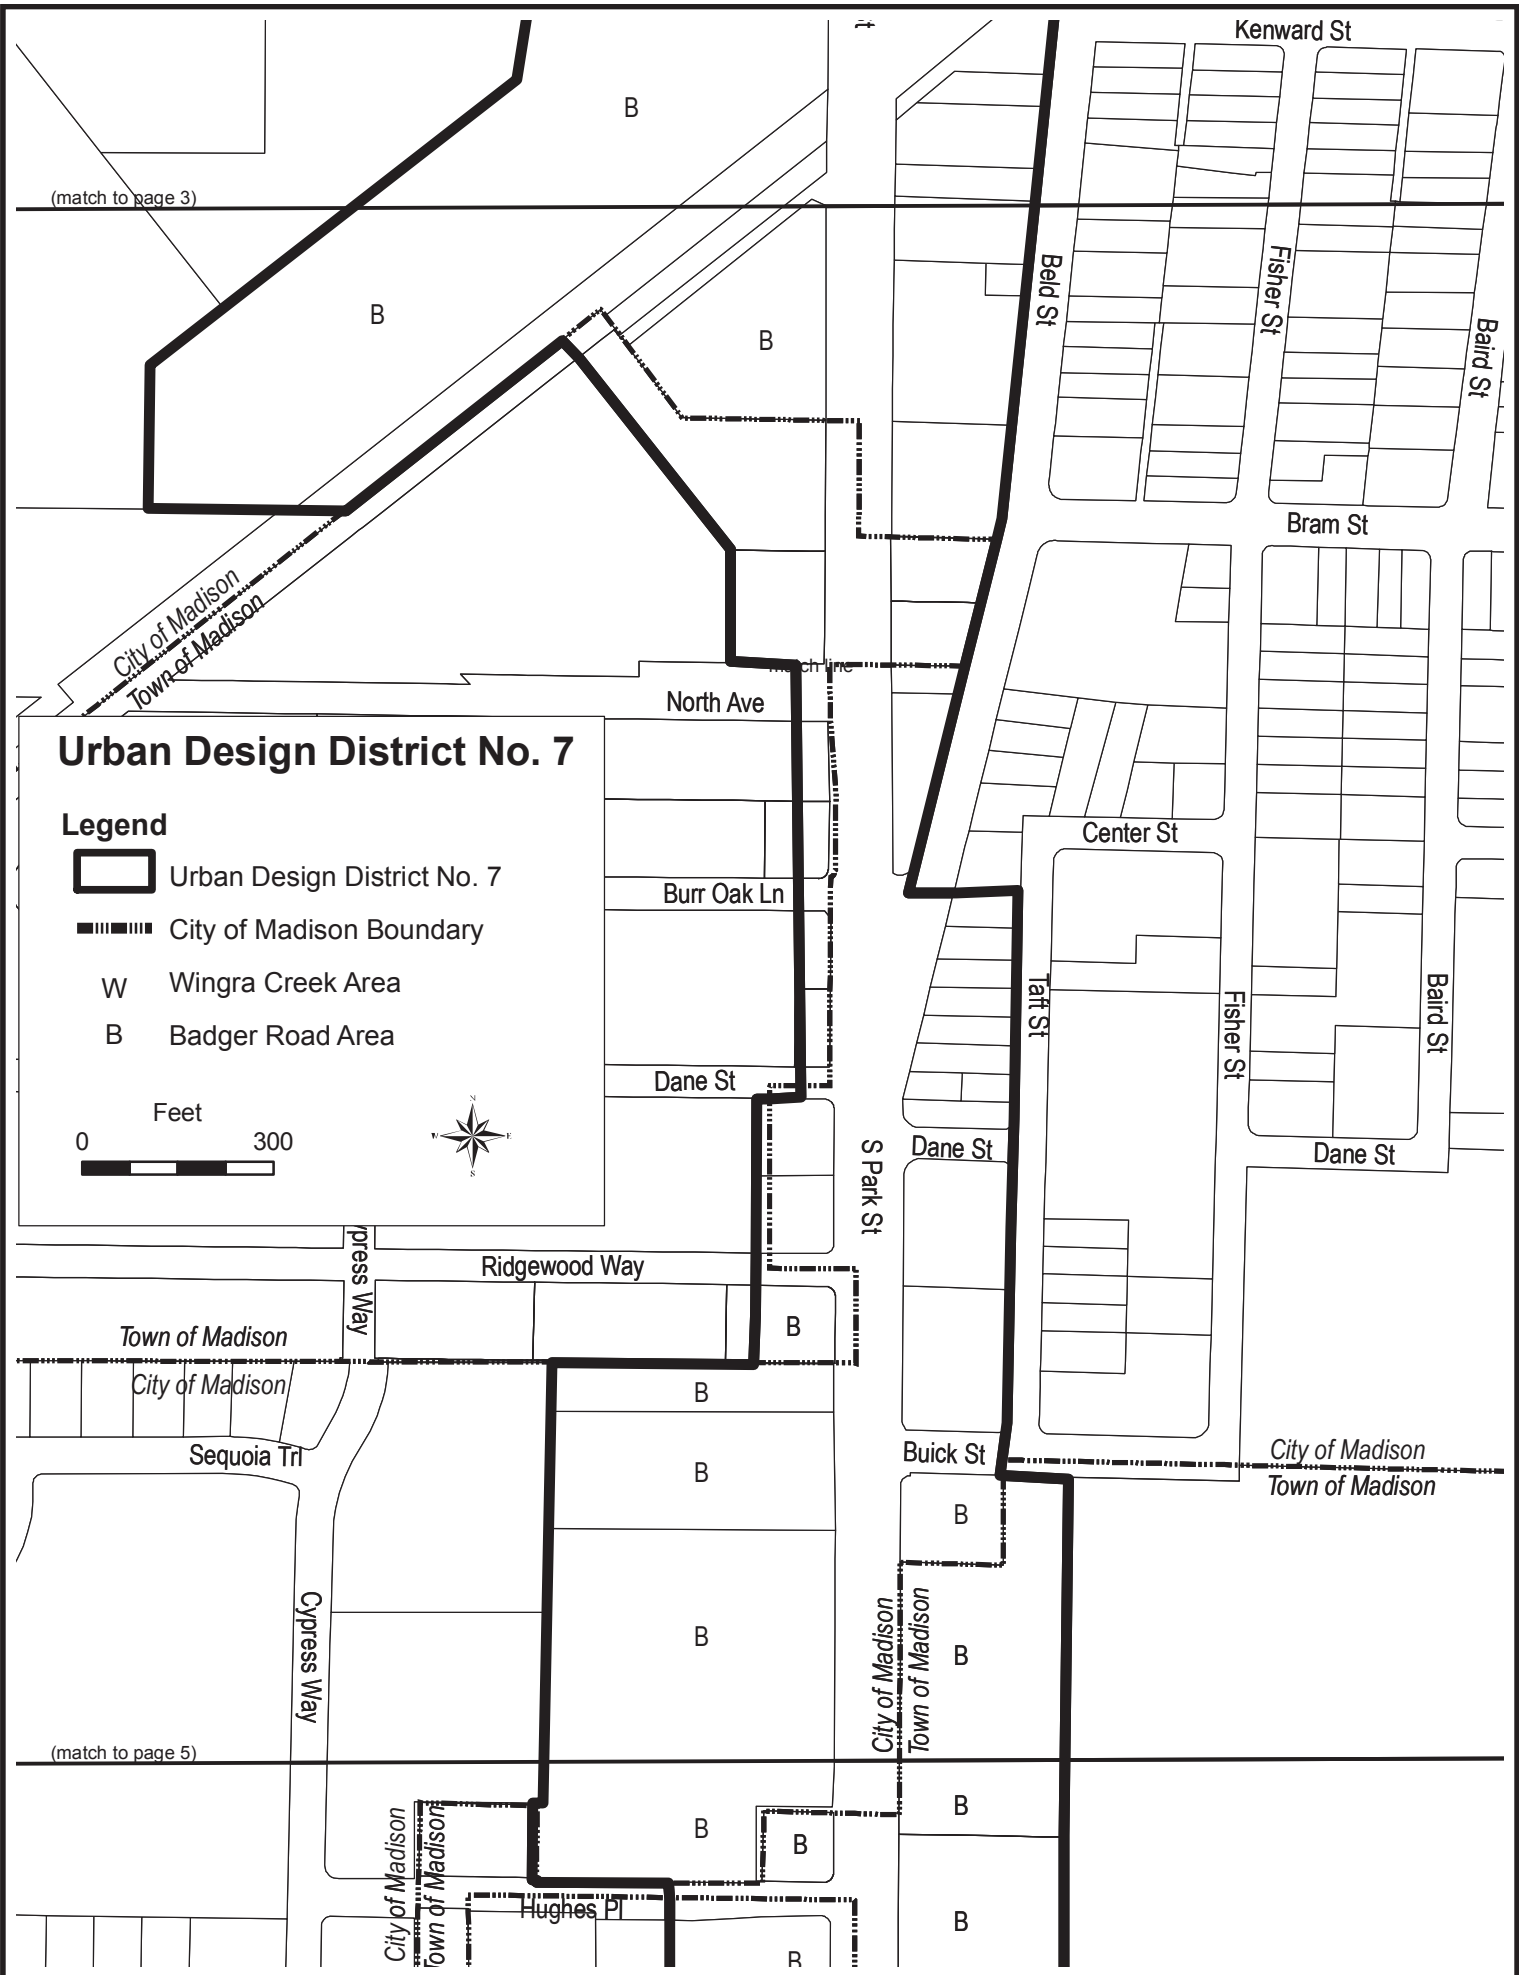 Kenward St
B
(match to page 3)
Beld St
Fisher St
Baird St
B
B
Bram St
City of Madison
Town of Madison
match line
North Ave
Urban Design District No. 7
Legend
Urban Design District No. 7
City of Madison Boundary
W Wingra Creek Area
B Badger Road Area
Feet
0 300
N
W E
S
Center St
Burr Oak Ln
Taft St
Fisher St
Baird St
Dane St
S Park St
Dane St
Dane St
ypress Way
Ridgewood Way
B
Town of Madison
City of Madison
B
Sequoia Trl
Buick St
City of Madison
Town of Madison
B
B
Cypress Way
B
City of Madison
Town of Madison
B
(match to page 5)
B
B
B
City of Madison
Town of Madison
Hughes Pl
B
B